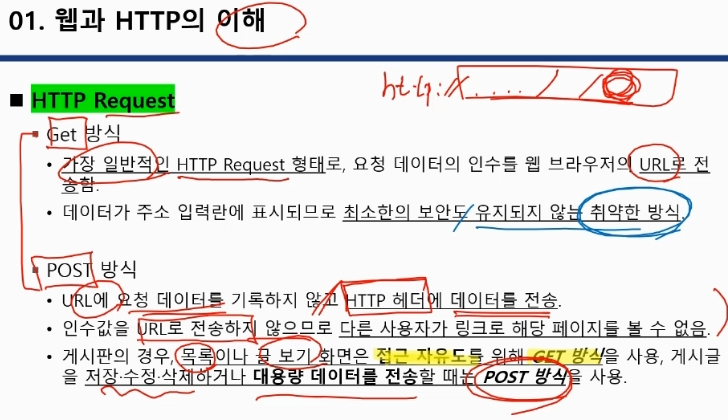 01. 웹과 HTTP의 이해
http://..../ /
■ HTTP Request
▪ Get 방식
• 가장 일반적인 HTTP Request 형태로, 요청 데이터의 인수를 웹 브라우저의 URL로 전
송함.
• 데이터가 주소 입력란에 표시되므로 최소한의 보안도 유지되지 않는 취약한 방식.
▪ POST 방식
• URL에 요청 데이터를 기록하지 않고 HTTP 헤더에 데이터를 전송.
• 인수값을 URL로 전송하지 않으므로 다른 사용자가 링크로 해당 페이지를 볼 수 없음.
• 게시판의 경우, 목록이나 글 보기 화면은 접근 자유도를 위해 GET 방식을 사용, 게시글
을 저장·수정·삭제하거나 대용량 데이터를 전송할 때는 POST 방식을 사용.